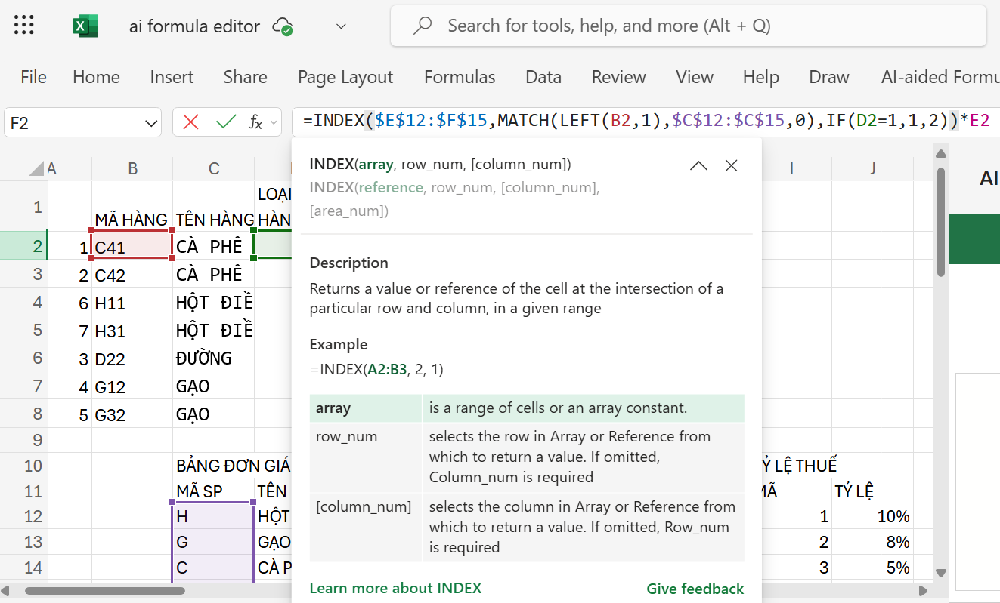 ai formula editor
Search for tools, help, and more (Alt + Q)
File Home Insert Share Page Layout Formulas Data Review View Help Draw AI-aided Formu
F2
fx
=INDEX($E$12:$F$15,MATCH(LEFT(B2,1),$C$12:$C$15,0),IF(D2=1,1,2))*E2
INDEX(array, row_num, [column_num])
INDEX(reference, row_num, [column_num],
[area_num])
Description
Returns a value or reference of the cell at the intersection of a
particular row and column, in a given range
Example
=INDEX(A2:B3, 2, 1)
array is a range of cells or an array constant.
row_num selects the row in Array or Reference from
which to return a value. If omitted,
Column_num is required
[column_num] selects the column in Array or Reference from
which to return a value. If omitted, Row_num
is required
Learn more about INDEX Give feedback
A B C I J
LOẠI
1 MÃ HÀNG TÊN HÀNG HÀN
2 1 C41 CÀ PHÊ
3 2 C42 CÀ PHÊ
4 6 H11 HỘT ĐIỀ
5 7 H31 HỘT ĐIỀ
6 3 D22 ĐƯỜNG
7 4 G12 GẠO
8 5 G32 GẠO
9
10 BẢNG ĐƠN GIÁ Ỷ LỆ THUẾ
11 MÃ SP TÊN MÃ TỶ LỆ
12 H HỘT 1 10%
13 G GẠO 2 8%
14 C CÀ P 3 5%
AI